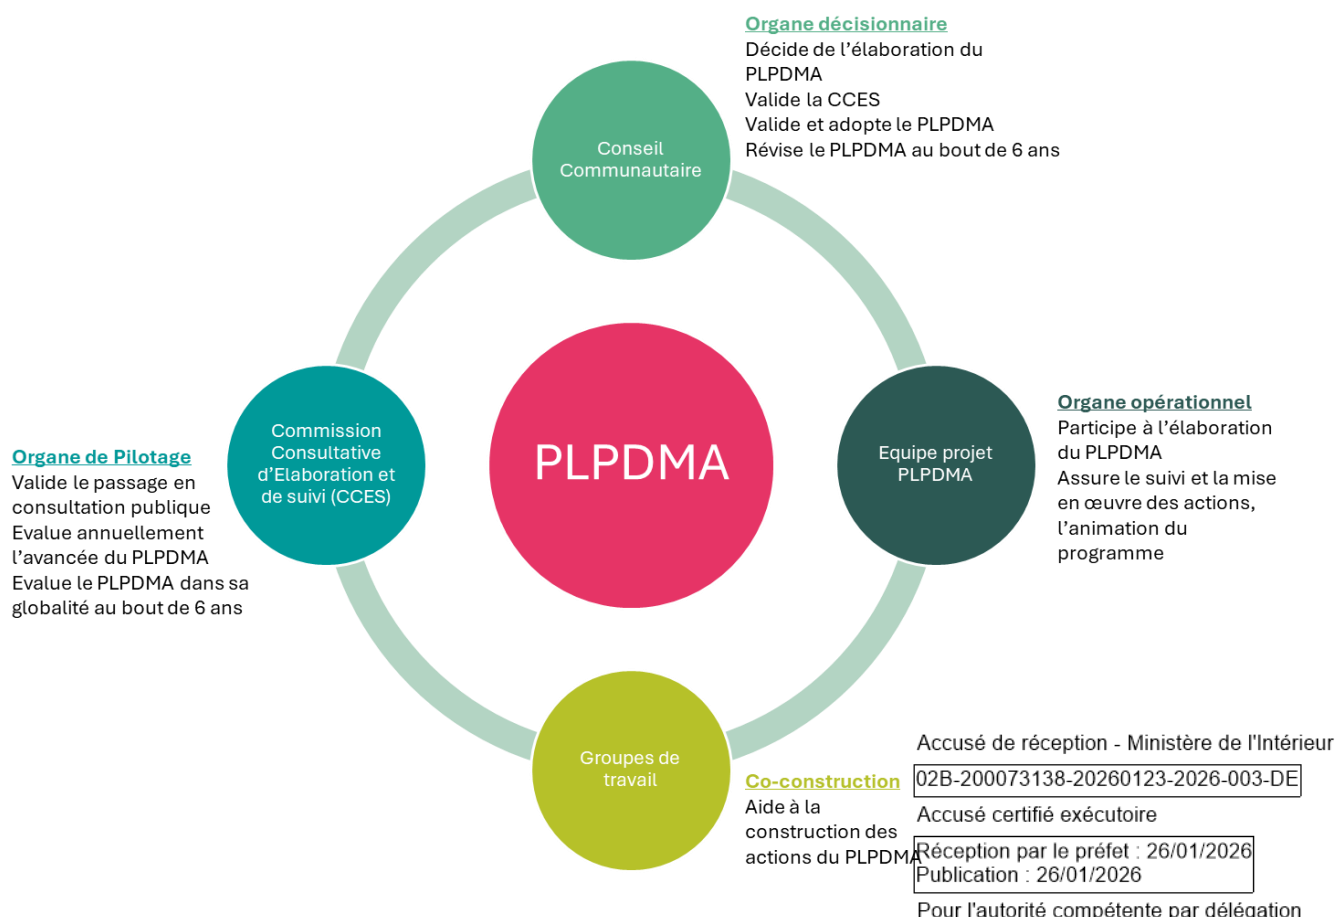 Organe décisionnaire
Décide de l’élaboration du
PLPDMA
Valide la CCES
Valide et adopte le PLPDMA
Révise le PLPDMA au bout de 6 ans
Conseil
Communautaire
Commission
Consultative
d’Elaboration et
de suivi (CCES)
Organe de Pilotage
Valide le passage en
consultation publique
Evalue annuellement
l’avancée du PLPDMA
Evalue le PLPDMA dans sa
globalité au bout de 6 ans
PLPDMA
Equipe projet
PLPDMA
Organe opérationnel
Participe à l’élaboration
du PLPDMA
Assure le suivi et la mise
en œuvre des actions,
l’animation du
programme
Groupes de
travail
Co-construction
Aide à la
construction des
actions du PLPDMA
Accusé de réception - Ministère de l'Intérieur
02B-200073138-20260123-2026-003-DE
Accusé certifié exécutoire
Réception par le préfet : 26/01/2026
Publication : 26/01/2026
Pour l'autorité compétente par délégation